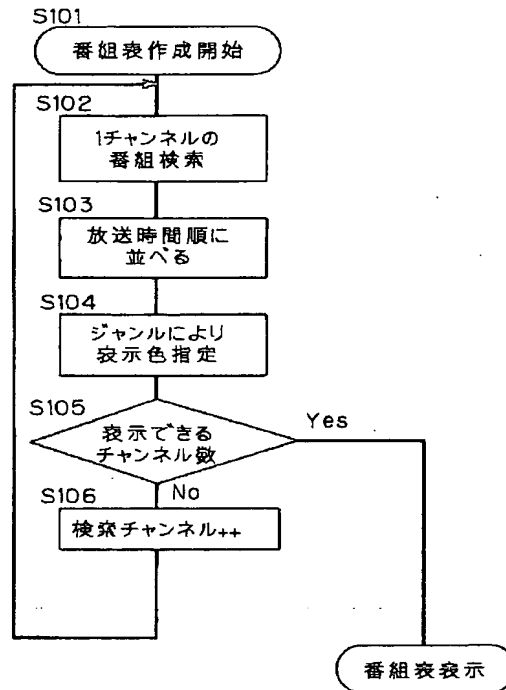 S101
番組表作成開始
S102
1チャンネルの
番組検索
S103
放送時間順に
並べる
S104
ジャンルにより
表示色指定
S105
表示できる
チャンネル数
Yes
No
S106
検索チャンネル++
番組表表示